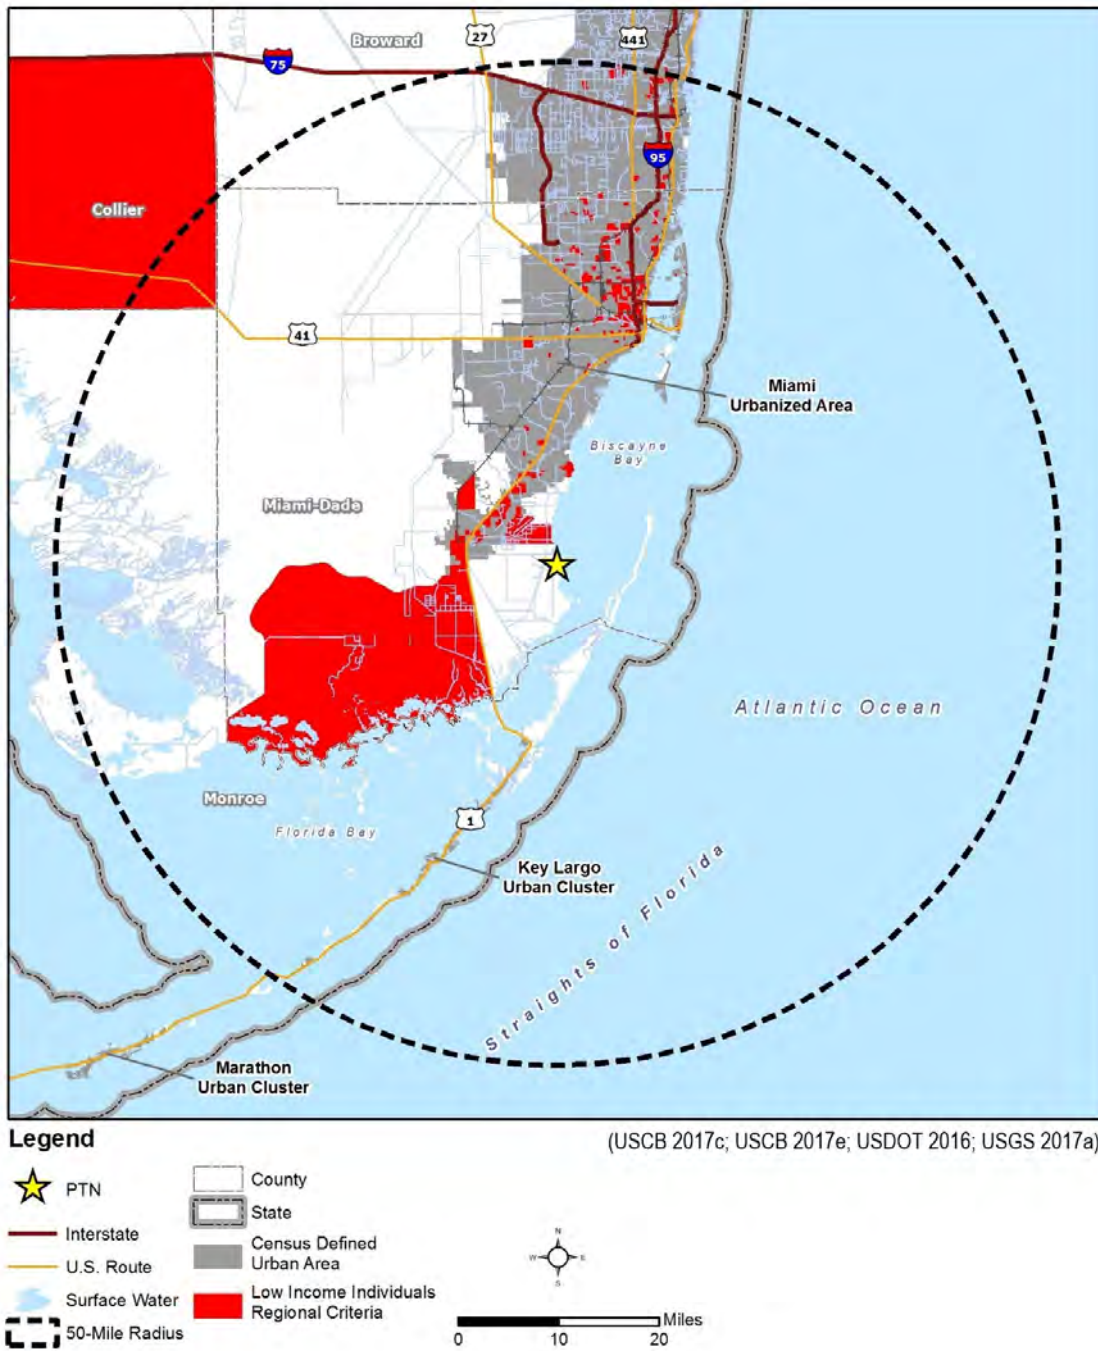 Broward
27
441
75
95
Collier
41
Miami
Urbanized Area
Biscayne
Bay
Miami-Dade
Atlantic Ocean
Monroe
1
Florida Bay
Key Largo
Urban Cluster
Straights of Florida
Marathon
Urban Cluster
Legend
(USCB 2017c; USCB 2017e; USDOT 2016; USGS 2017a)
PTN
Interstate
U.S. Route
Surface Water
50-Mile Radius
County
State
Census Defined
Urban Area
Low Income Individuals
Regional Criteria
N
W E
S
Miles
0 10 20